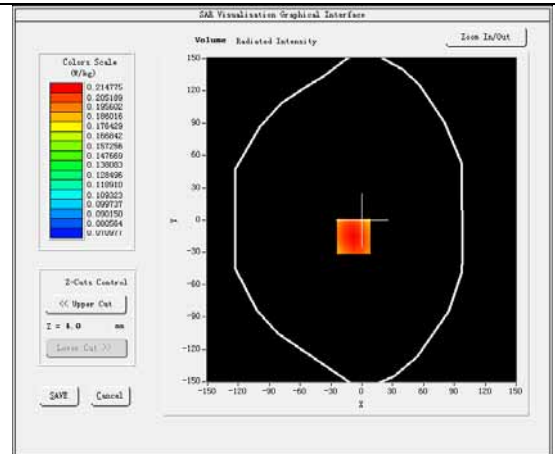 SAR Visualisation Graphical Interface
Volume Radiated Intensity
Zoom In/Out
Colors Scale
(W/kg)
0.214775
0.205189
0.195602
0.186016
0.176429
0.166842
0.157256
0.147669
0.138083
0.128496
0.118910
0.109323
0.099737
0.090150
0.080564
0.070977
150
120
90
60
30
0
-30
-60
-90
-120
-150
Y
-150 -120 -90 -60 -30 0 30 60 90 120 150
X
Z-Cuts Control
<< Upper Cut
Z = 4.0 mm
Lower Cut >>
SAVE
Cancel